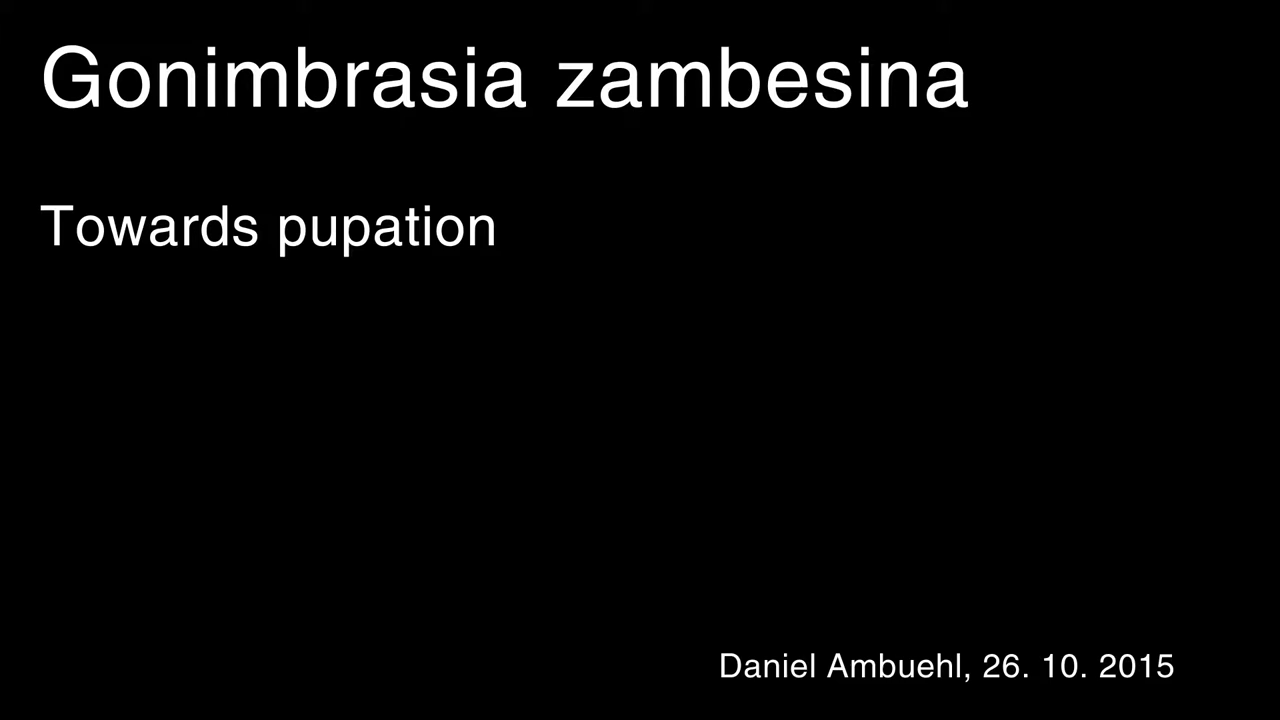 Gonimbrasia zambesina
Towards pupation
Daniel Ambuehl, 26. 10. 2015